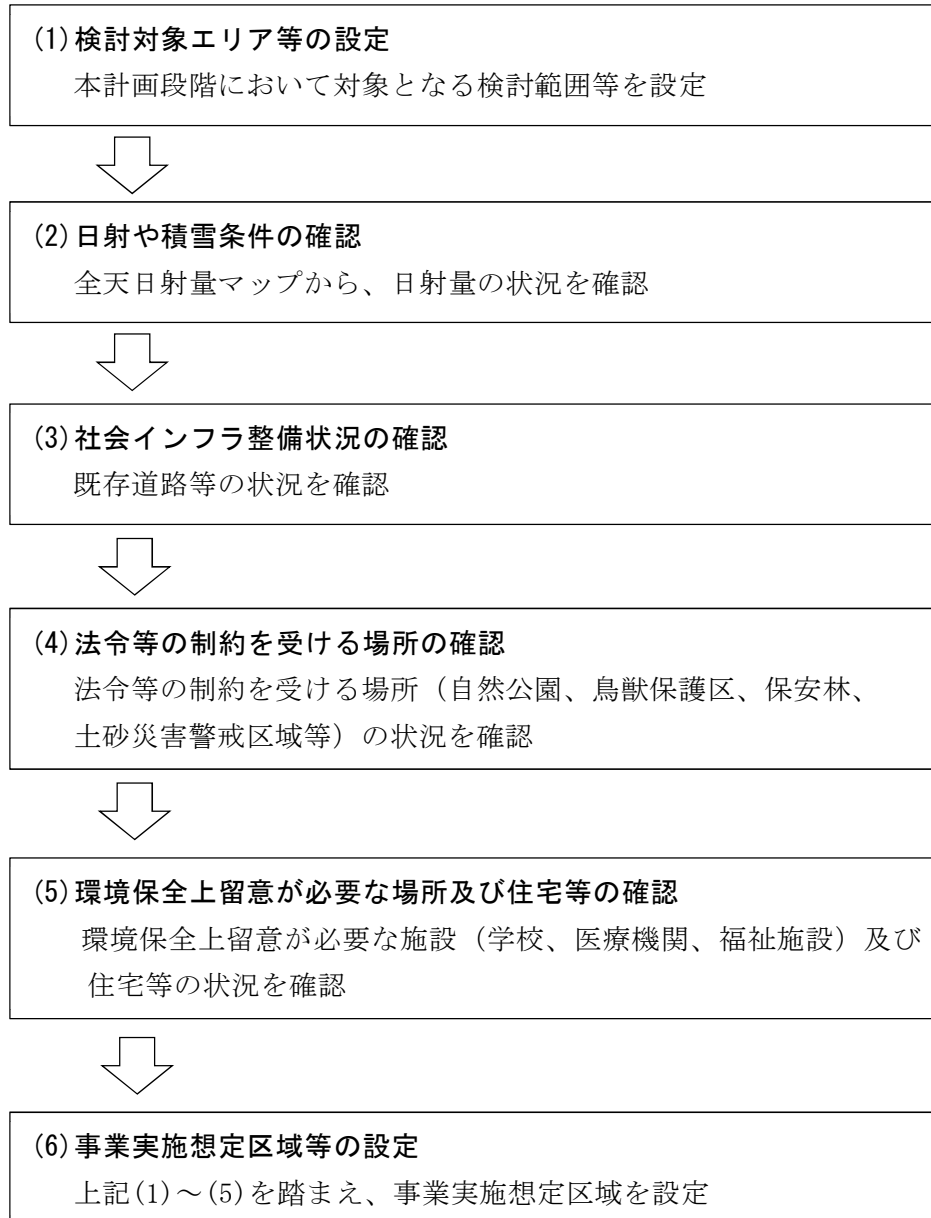 (1)検討対象エリア等の設定
本計画段階において対象となる検討範囲等を設定
(2)日射や積雪条件の確認
全天日射量マップから、日射量の状況を確認
(3)社会インフラ整備状況の確認
既存道路等の状況を確認
(4)法令等の制約を受ける場所の確認
法令等の制約を受ける場所（自然公園、鳥獣保護区、保安林、
土砂災害警戒区域等）の状況を確認
(5)環境保全上留意が必要な場所及び住宅等の確認
環境保全上留意が必要な施設（学校、医療機関、福祉施設）及び
住宅等の状況を確認
(6)事業実施想定区域等の設定
上記(1)～(5)を踏まえ、事業実施想定区域を設定